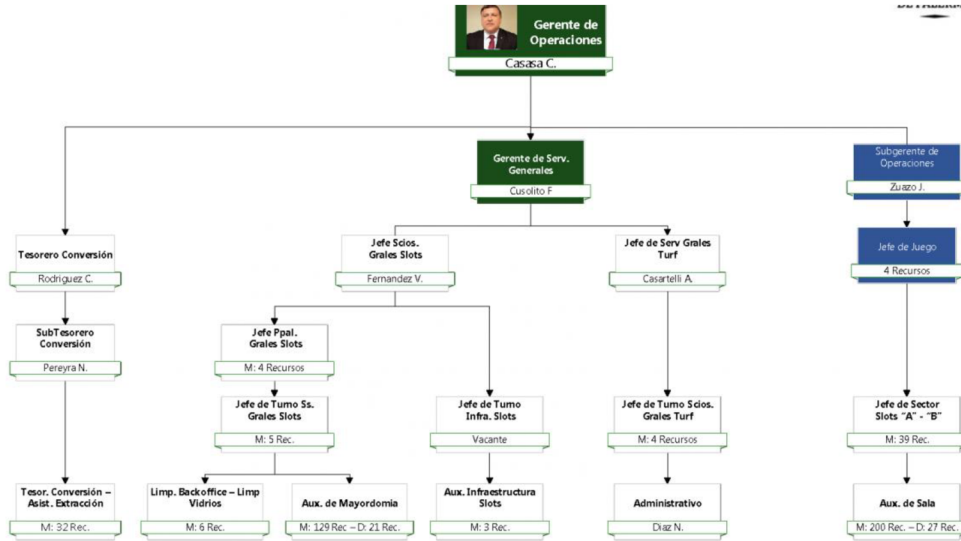 Gerente de
Operaciones
Casasa C.
Gerente de Serv.
Generales
Cusolito F
Subgerente de
Operaciones
Zuazo J.
Tesorero Conversión
Rodriguez C.
Jefe Scios.
Grales Slots
Fernandez V.
Jefe de Serv Grales
Turf
Casartelli A.
Jefe de Juego
4 Recursos
SubTesorero
Conversión
Pereyra N.
Jefe Ppal.
Grales Slots
M: 4 Recursos
Jefe de Turno Ss.
Grales Slots
M: 5 Rec.
Jefe de Turno
Infra. Slots
Vacante
Jefe de Turno Scios.
Grales Turf
M: 4 Recursos
Jefe de Sector
Slots "A" - "B"
M: 39 Rec.
Tesor. Conversión –
Asist. Extracción
M: 32 Rec.
Limp. Backoffice – Limp
Vidrios
M: 6 Rec.
Aux. de Mayordomia
M: 129 Rec – D: 21 Rec.
Aux. Infraestructura
Slots
M: 3 Rec.
Administrativo
Diaz N.
Aux. de Sala
M: 200 Rec. – D: 27 Rec.